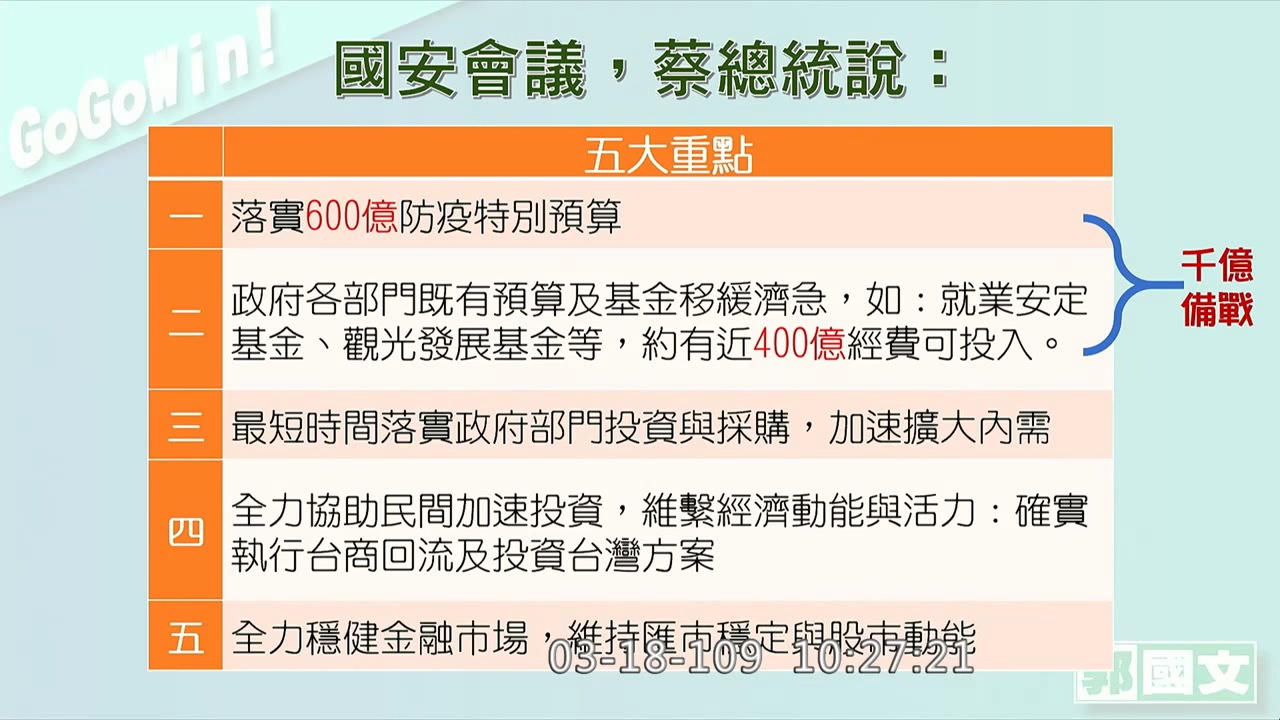 GoGoWin!
國安會議，蔡總統說：
五大重點
一
落實600億防疫特別預算
二
政府各部門既有預算及基金移緩濟急，如：就業安定
基金、觀光發展基金等，約有近400億經費可投入。
千億
備戰
三
最短時間落實政府部門投資與採購，加速擴大內需
四
全力協助民間加速投資，維繫經濟動能與活力：確實
執行台商回流及投資台灣方案
五
全力穩健金融市場，維持匯市穩定與股市動能
03-18-109 10:27:21
郭國文